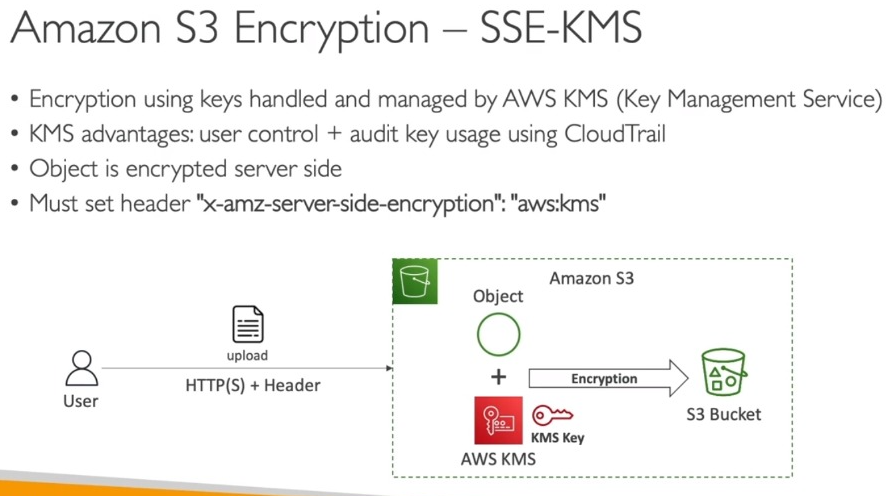 Amazon S3 Encryption – SSE-KMS
• Encryption using keys handled and managed by AWS KMS (Key Management Service)
• KMS advantages: user control + audit key usage using CloudTrail
• Object is encrypted server side
• Must set header "x-amz-server-side-encryption": "aws:kms"
Amazon S3
Object
upload
HTTP(S) + Header
User
+
Encryption
S3 Bucket
KMS Key
AWS KMS